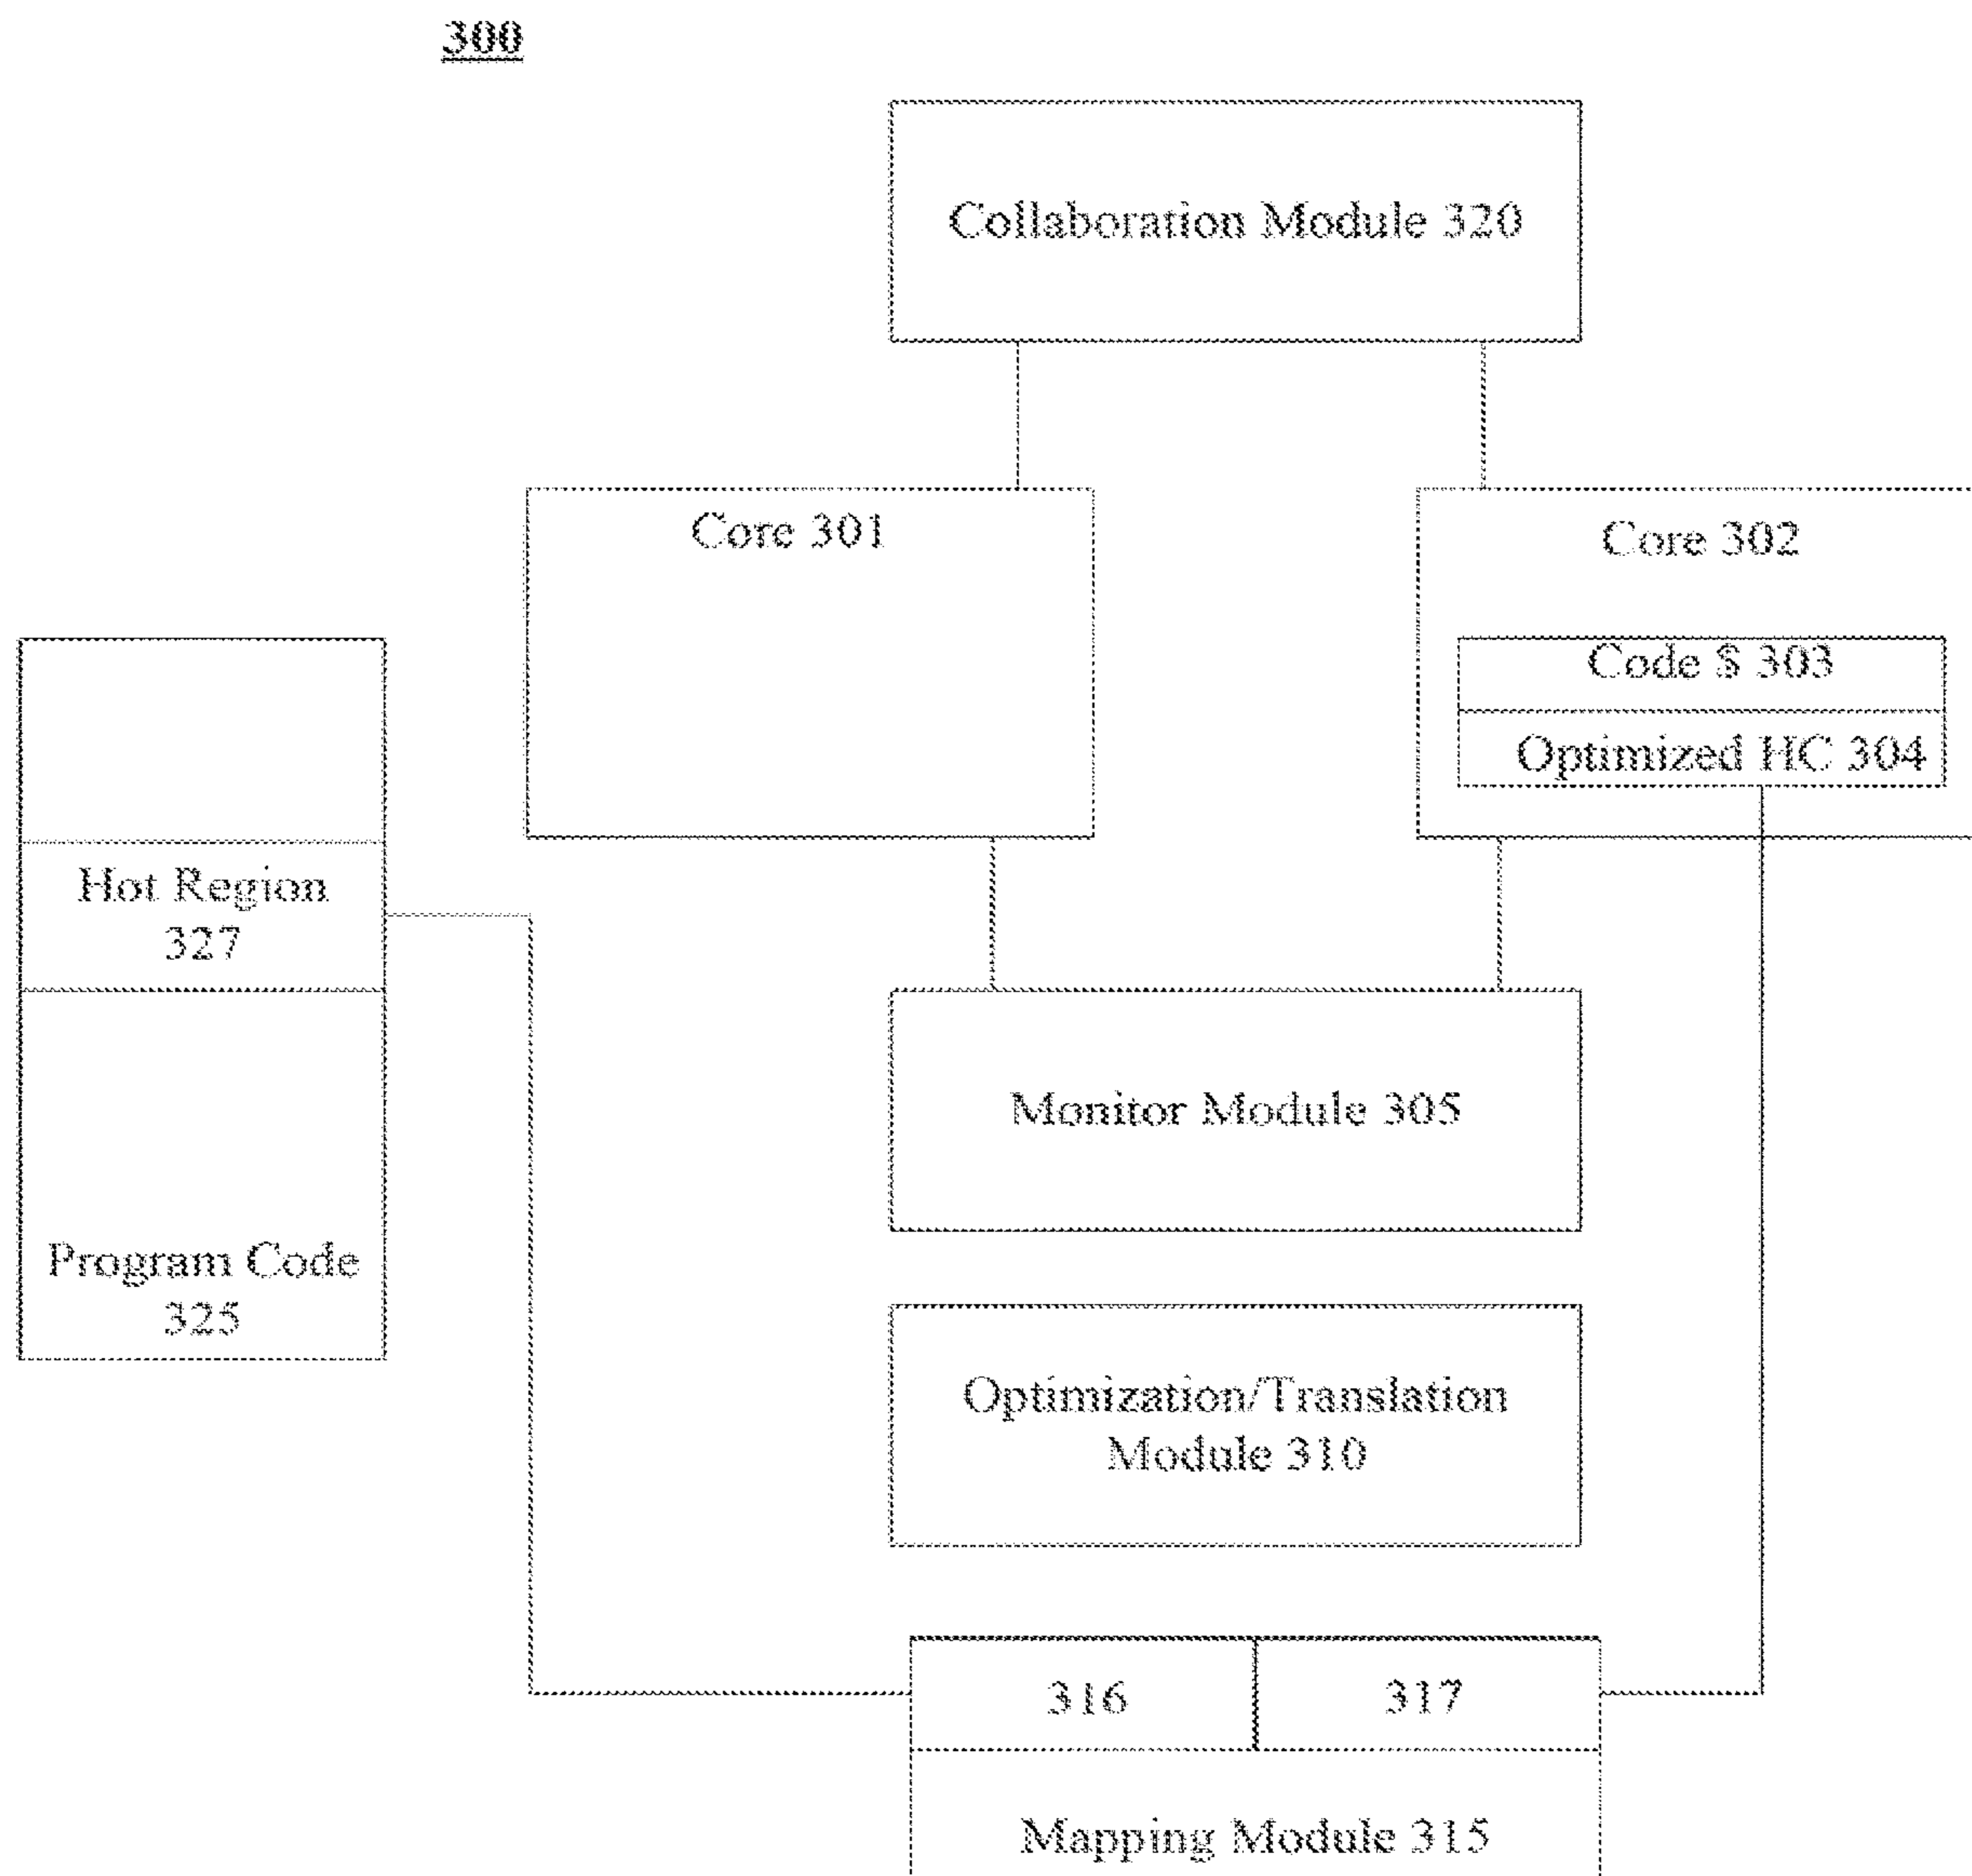 300
Collaboration Module 320
Core 301
Core 302
Code $ 303
Optimized HC 304
Hot Region
327
Monitor Module 305
Program Code
325
Optimization/Translation
Module 310
316
317
Mapping Module 315